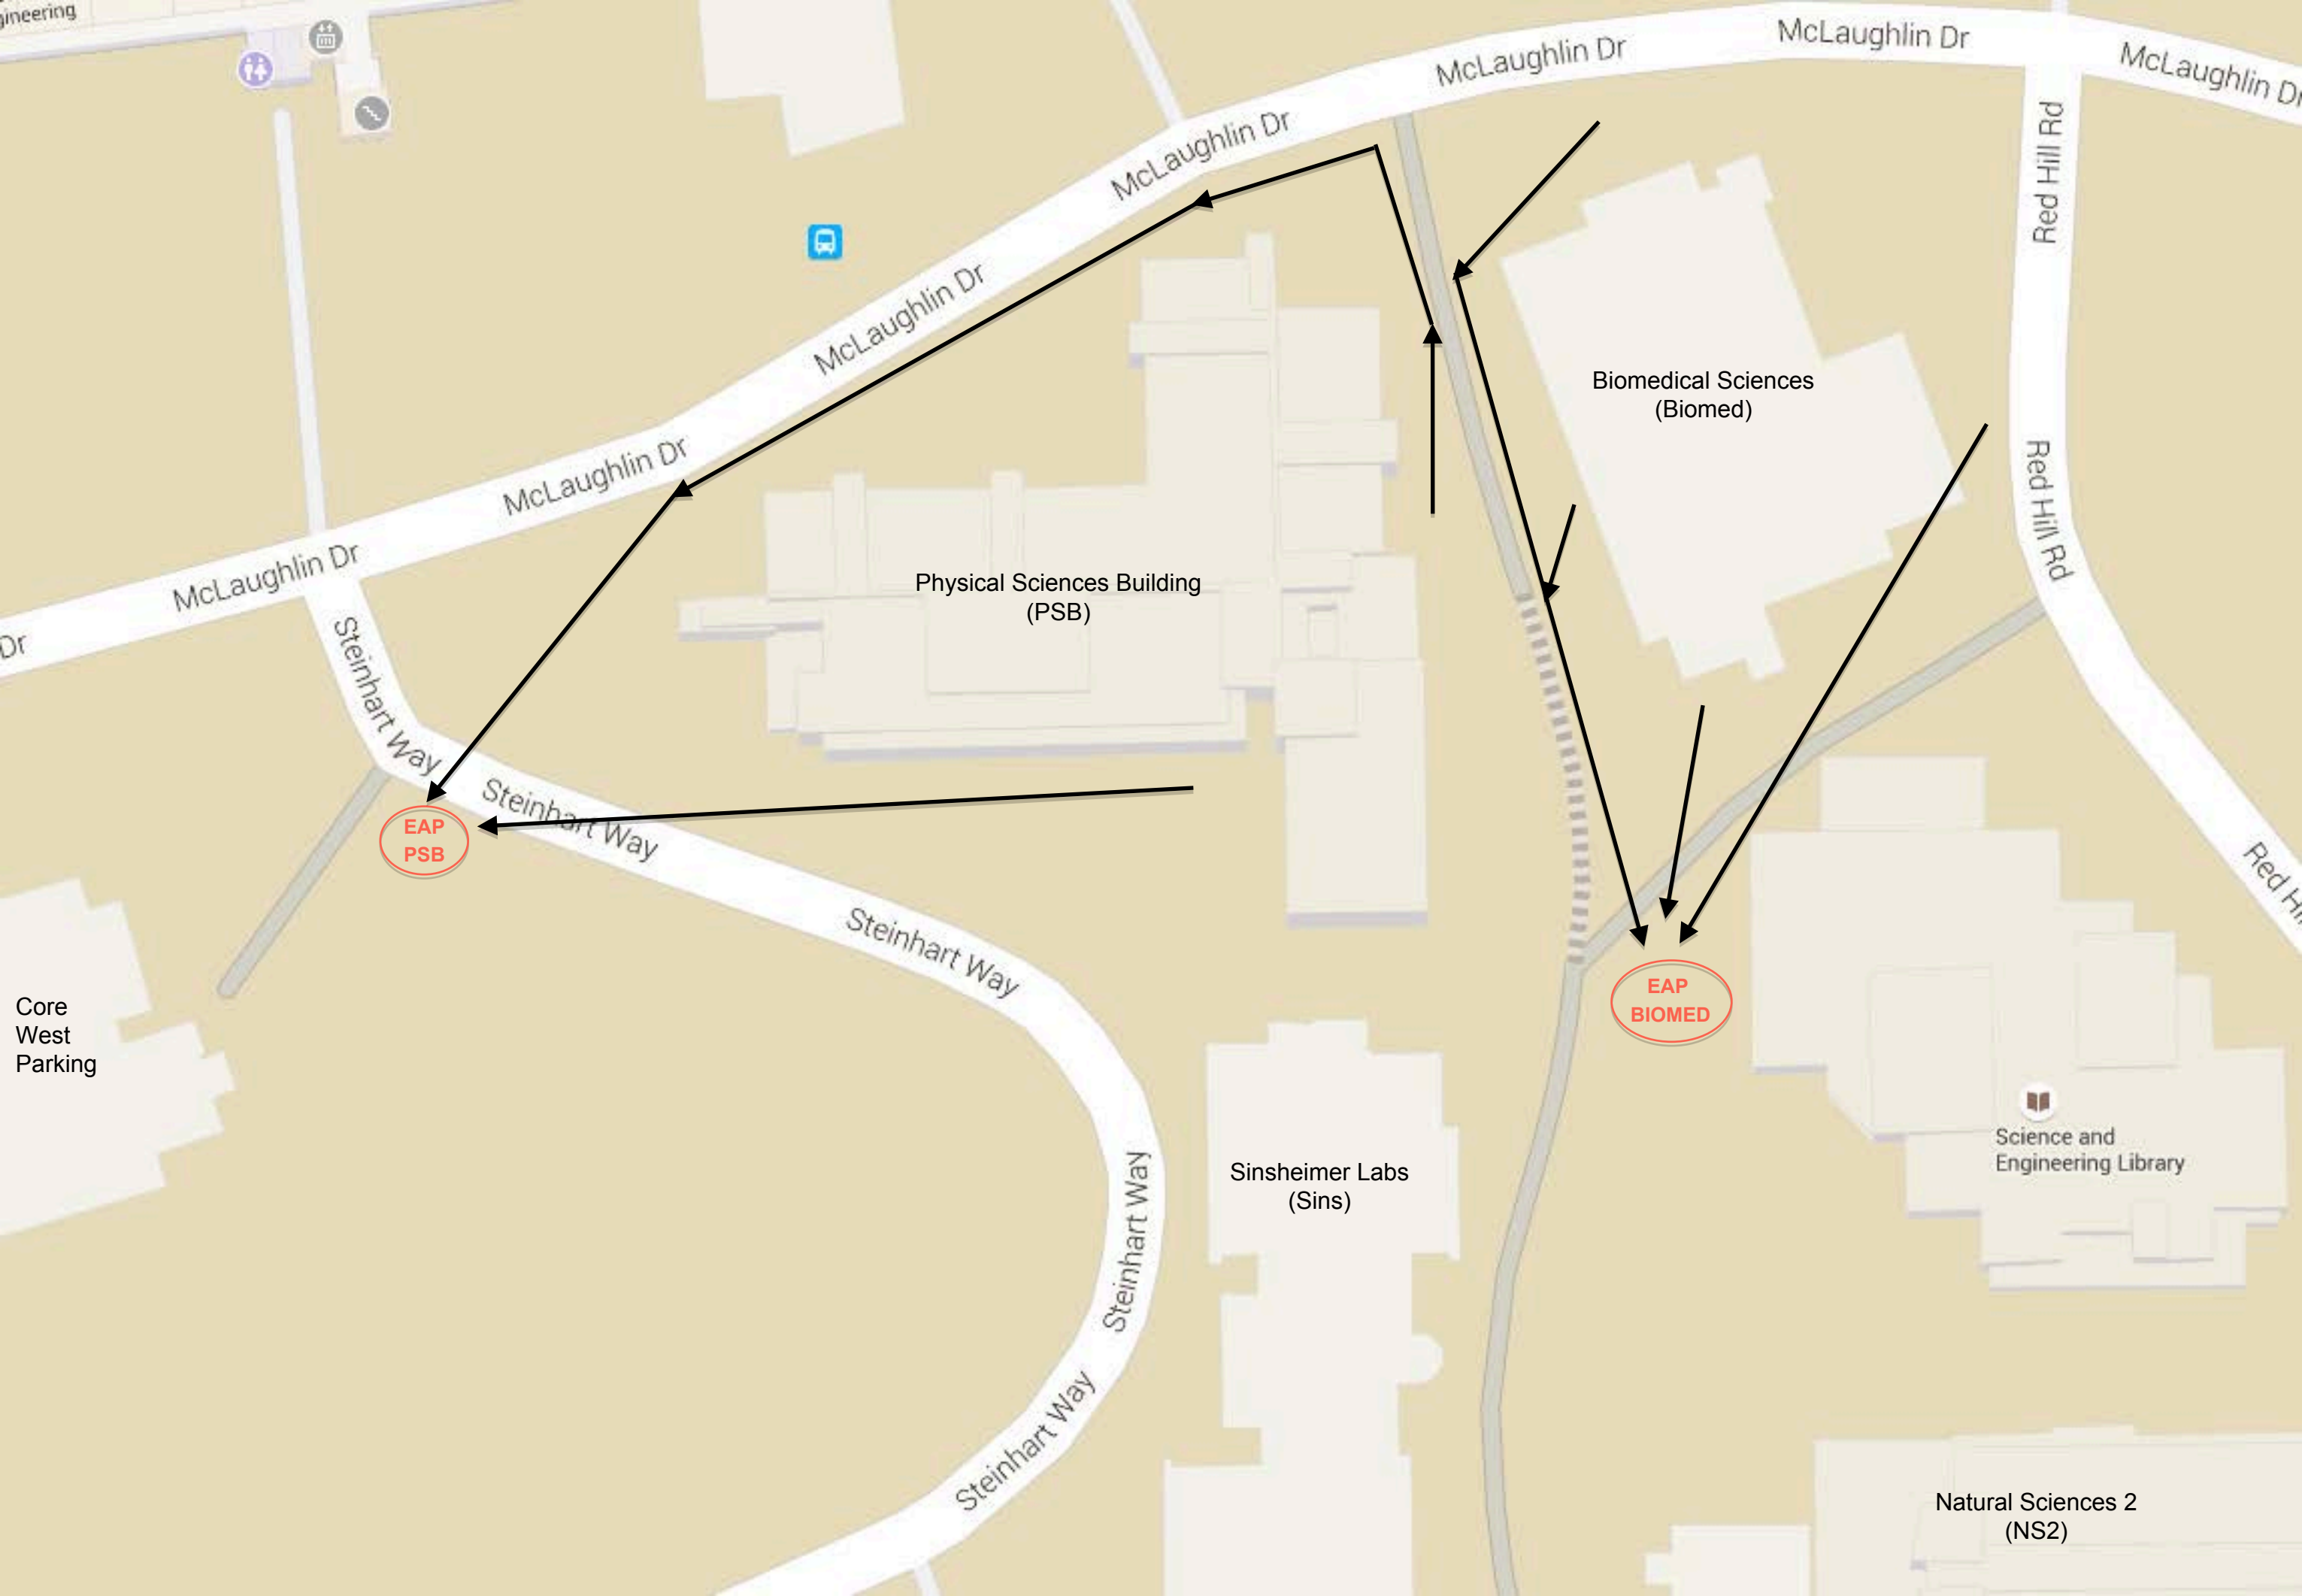 gineering
McLaughlin Dr
McLaughlin Dr
McLaughlin Dr
McLaughlin Dr
Red Hill Rd
McLaughlin Dr
Biomedical Sciences
(Biomed)
McLaughlin Dr
Red Hill Rd
McLaughlin Dr
Physical Sciences Building
(PSB)
Dr
Steinhart Way
Steinhart Way
EAP
PSB
Red Hi
Steinhart Way
EAP
BIOMED
Core
West
Parking
Science and
Engineering Library
Sinsheimer Labs
(Sins)
Steinhart Way
Steinhart Way
Natural Sciences 2
(NS2)